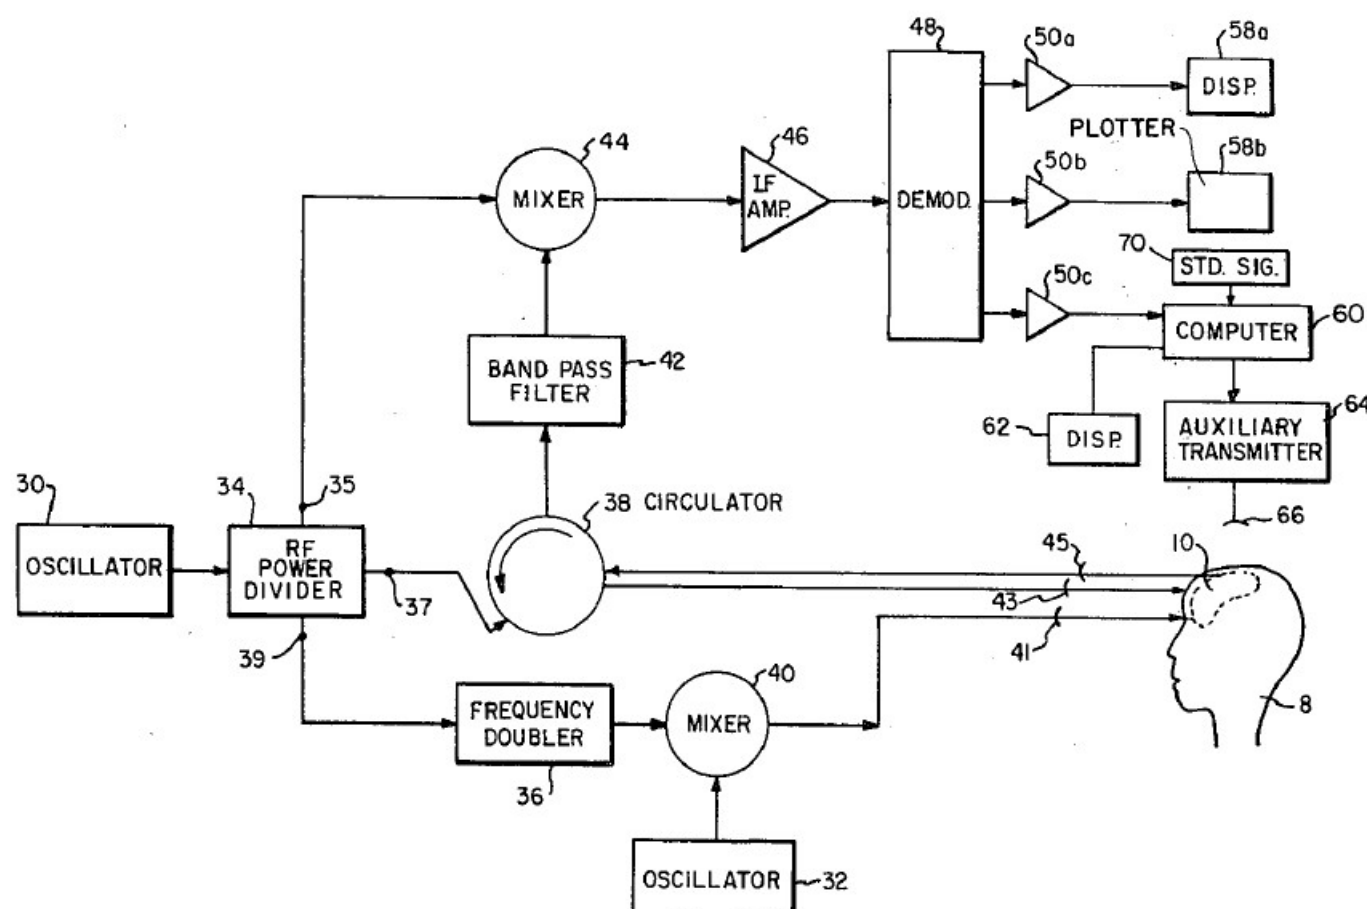 48
50a
58a
DISP.
PLOTTER
44
MIXER
46
I.F
AMP.
DEMOD.
50b
58b
70
STD. SIG.
50c
COMPUTER
60
BAND PASS
FILTER
42
62
DISP.
AUXILIARY
TRANSMITTER
64
30
OSCILLATOR
34
35
RF
POWER
DIVIDER
37
38 CIRCULATOR
66
45
10
43
41
39
40
FREQUENCY
DOUBLER
36
MIXER
8
OSCILLATOR
32